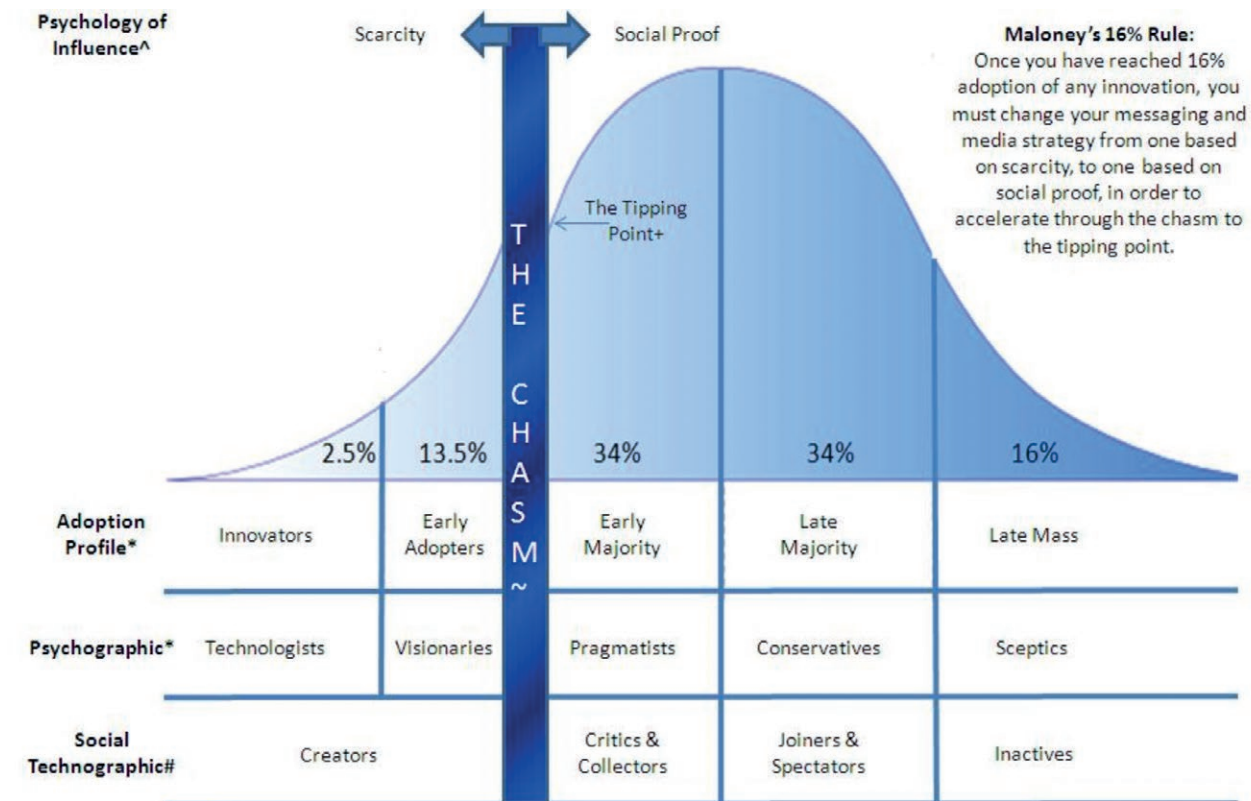 Psychology of
Influence^
Scarcity
Social Proof
Maloney's 16% Rule:
Once you have reached 16%
adoption of any innovation, you
must change your messaging and
media strategy from one based
on scarcity, to one based on
social proof, in order to
accelerate through the chasm to
the tipping point.
The Tipping
Point+
THE CHASM~
2.5%
13.5%
34%
34%
16%
Adoption
Profile*
Innovators
Early
Adopters
Early
Majority
Late
Majority
Late Mass
Psychographic*
Technologists
Visionaries
Pragmatists
Conservatives
Sceptics
Social
Technographic#
Creators
Critics &
Collectors
Joiners &
Spectators
Inactives